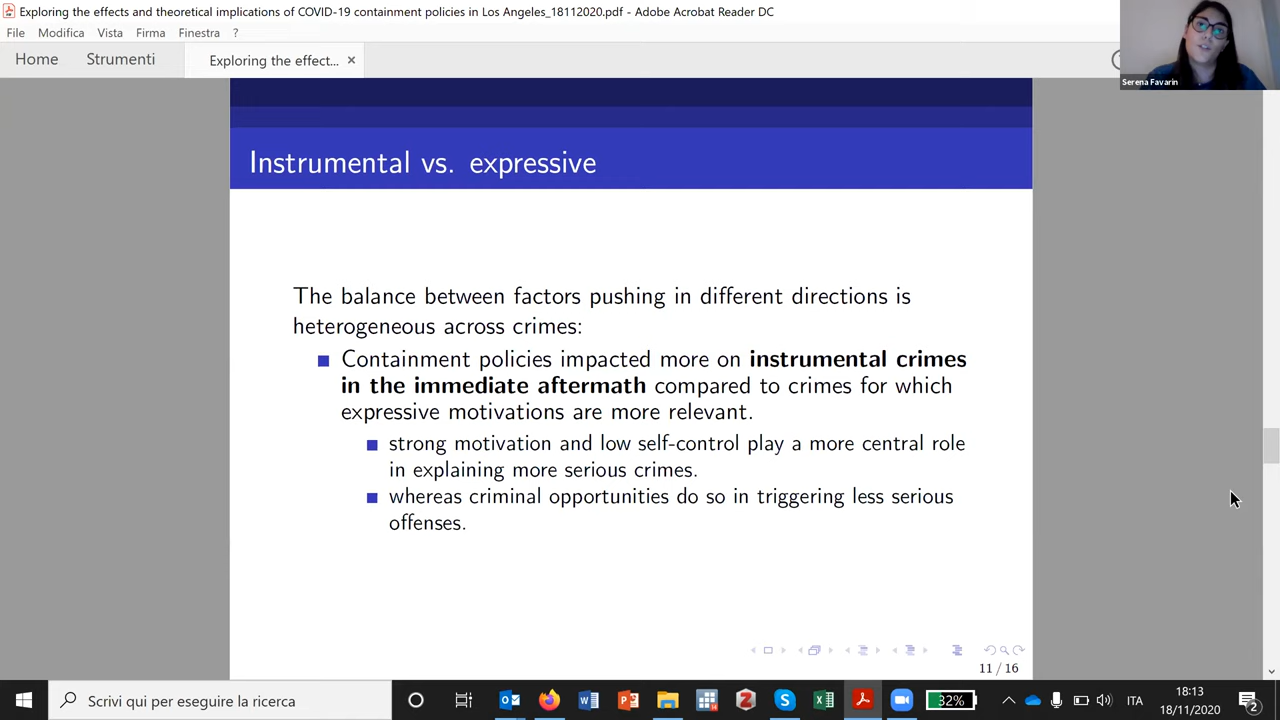 Exploring the effects and theoretical implications of COVID-19 containment policies in Los Angeles_18112020.pdf - Adobe Acrobat Reader DC
File Modifica Vista Firma Finestra ?
Home Strumenti Exploring the effect... ×
Serena Favarin
Instrumental vs. expressive
The balance between factors pushing in different directions is
heterogeneous across crimes:
Containment policies impacted more on instrumental crimes
in the immediate aftermath compared to crimes for which
expressive motivations are more relevant.
strong motivation and low self-control play a more central role
in explaining more serious crimes.
whereas criminal opportunities do so in triggering less serious
offenses.
11 / 16
Scrivi qui per eseguire la ricerca
32%
ITA
18:13
18/11/2020
2